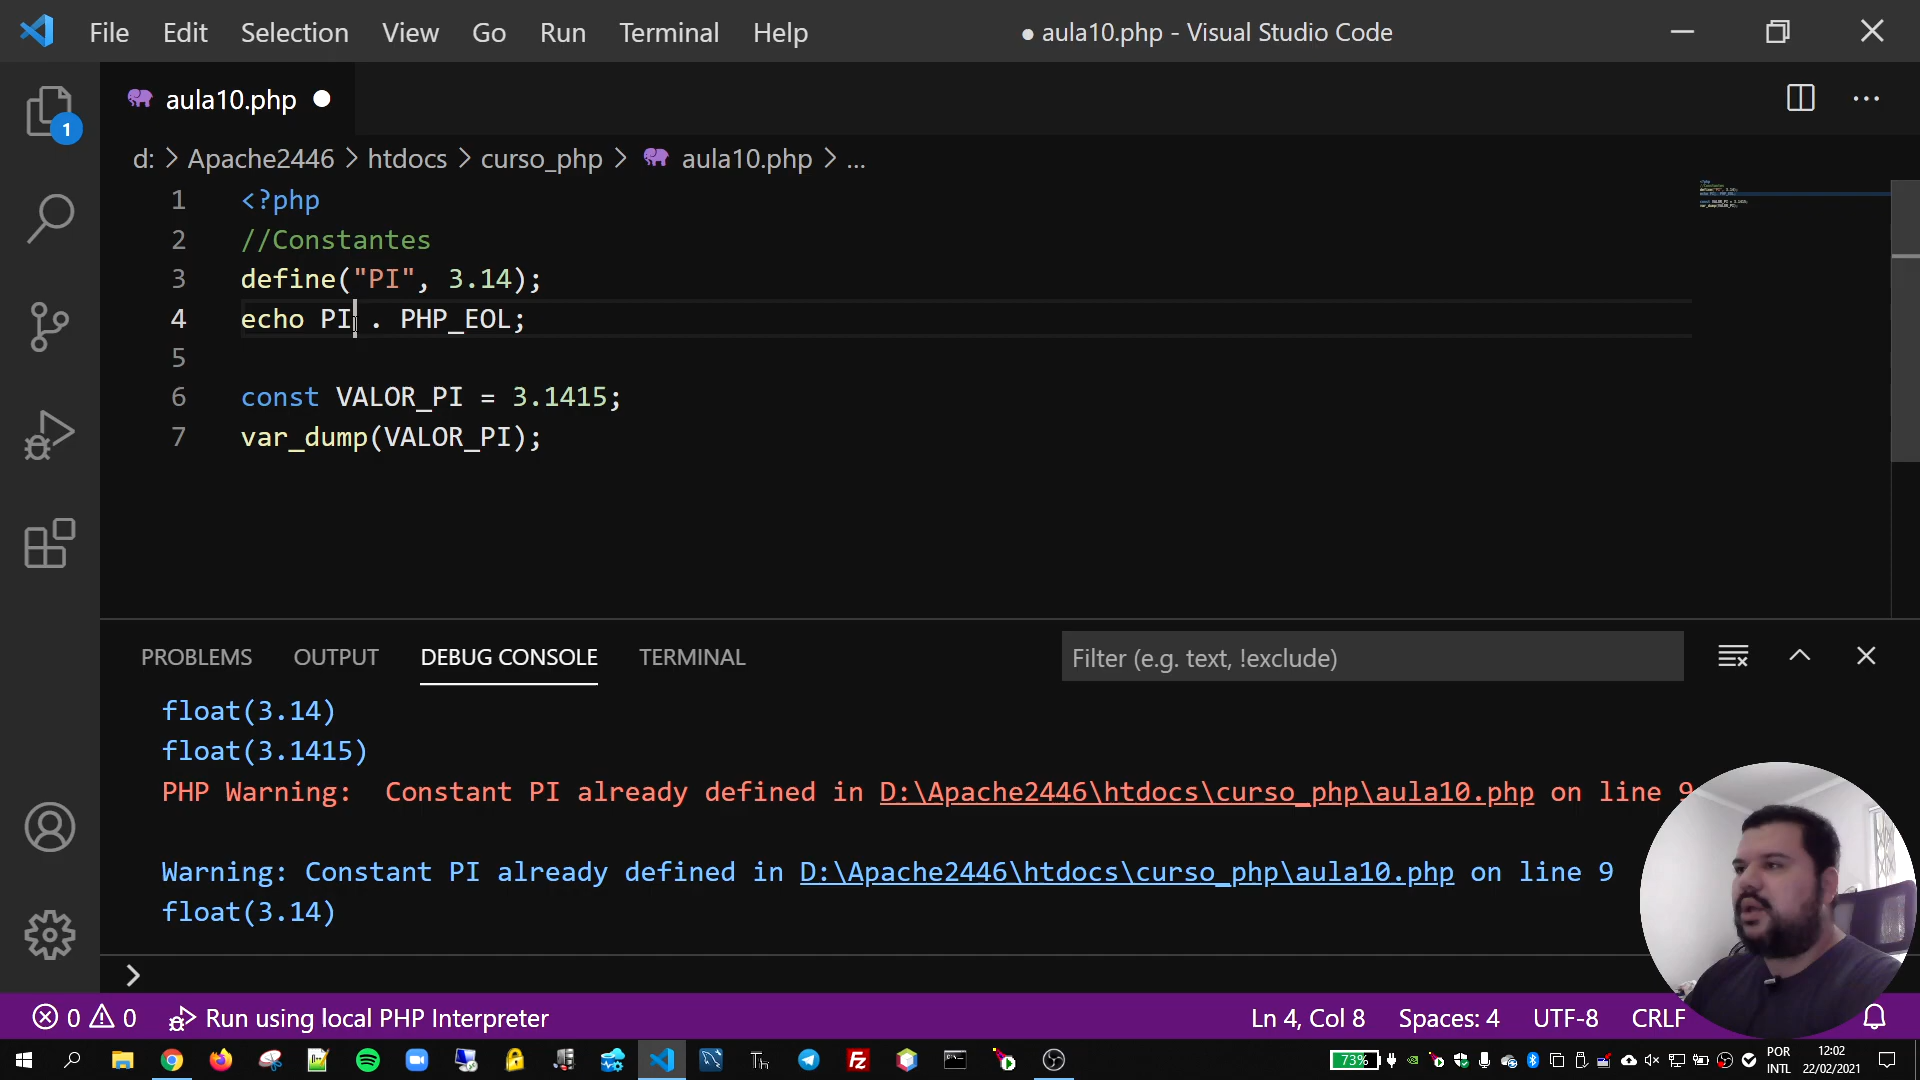 File Edit Selection View Go Run Terminal Help ● aula10.php - Visual Studio Code
aula10.php ●
1
d: > Apache2446 > htdocs > curso_php > aula10.php > ...
1 <?php
2 //Constantes
3 define("PI", 3.14);
4 echo PI . PHP_EOL;
5
6 const VALOR_PI = 3.1415;
7 var_dump(VALOR_PI);
PROBLEMS OUTPUT DEBUG CONSOLE TERMINAL Filter (e.g. text, !exclude)
float(3.14)
float(3.1415)
PHP Warning:  Constant PI already defined in D:\Apache2446\htdocs\curso_php\aula10.php on line 9
Warning: Constant PI already defined in D:\Apache2446\htdocs\curso_php\aula10.php on line 9
float(3.14)
0 0 Run using local PHP Interpreter Ln 4, Col 8 Spaces: 4 UTF-8 CRLF
73% POR 12:02
INTL 22/02/2021